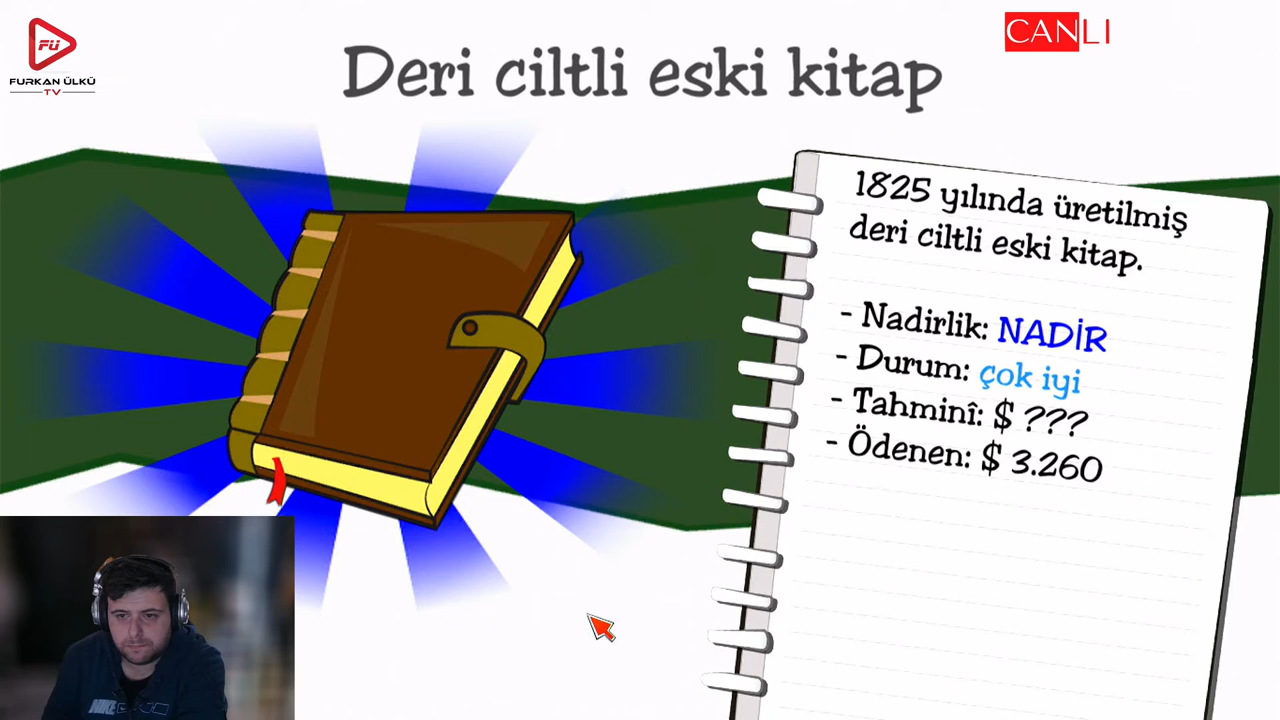 FÜ
FURKAN ÜLKÜ
TV
CANLI
Deri ciltli eski kitap
1825 yılında üretilmiş
deri ciltli eski kitap.
- Nadirlik: NADİR
- Durum: çok iyi
- Tahminî: $ ???
- Ödenen: $ 3.260
NIKE